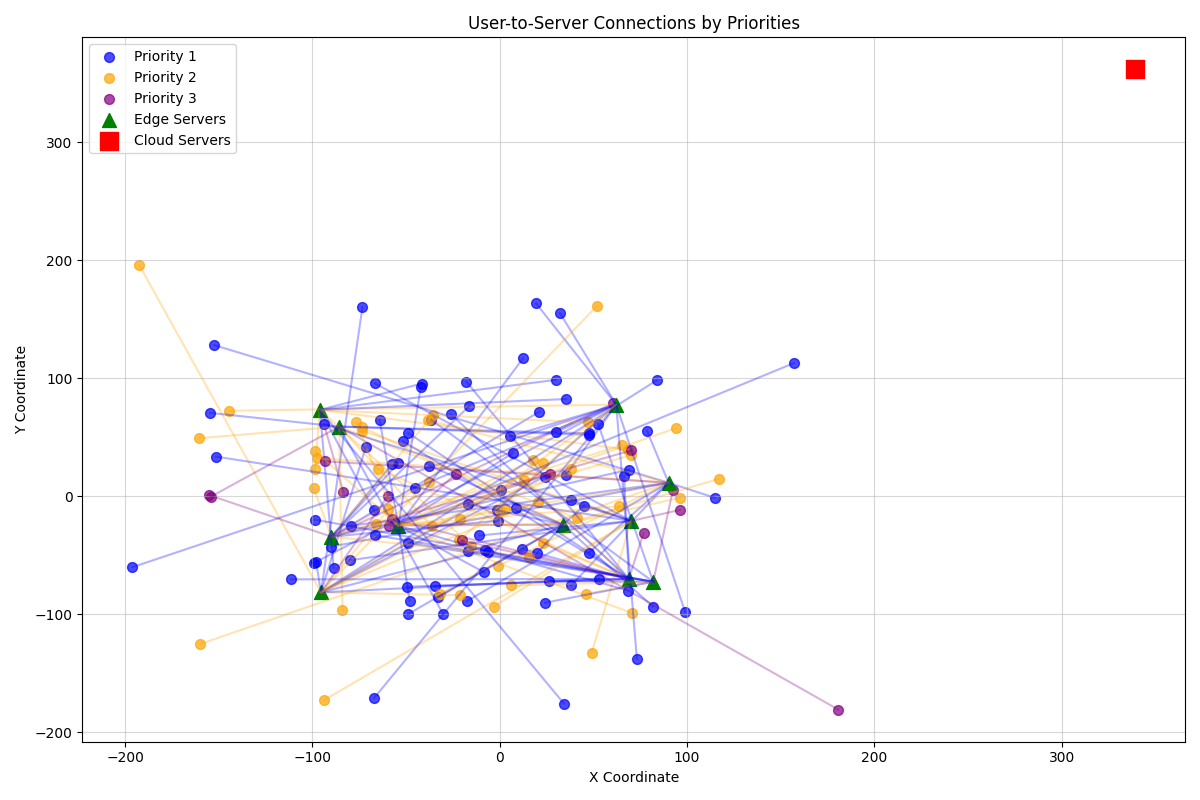 User-to-Server Connections by Priorities
Priority 1
Priority 2
Priority 3
Edge Servers
Cloud Servers
Y Coordinate
300
200
100
0
−100
−200
−200
−100
0
100
200
300
X Coordinate